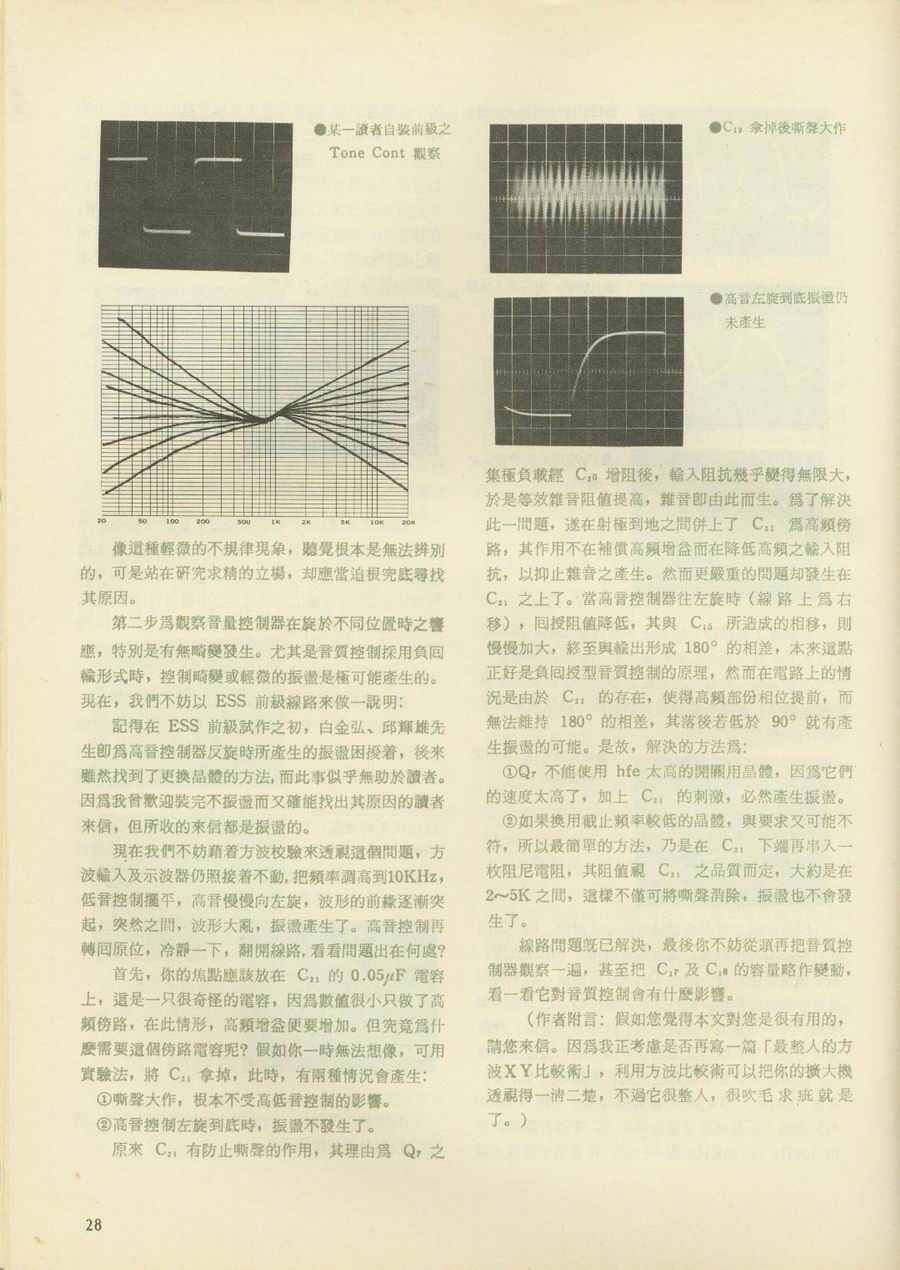 ●某一讀者自裝前級之
Tone Cont 觀察
●C₁₉ 拿掉後嘶聲大作
●高音左旋到底振盪仍
未產生
20 50 100 200 500 1K 2K 5K 10K 20K
像這種輕微的不規律現象，聽覺根本是無法辨別
的，可是站在研究求精的立場，却應當追根究底尋找
其原因。
第二步爲觀察音量控制器在旋於不同位置時之響
應，特別是有無畸變發生。尤其是音質控制採用負囘
輸形式時，控制畸變或輕微的振盪是極可能產生的。
現在，我們不妨以 ESS 前級線路來做一說明：
記得在 ESS 前級試作之初，白金弘、邱輝雄先
生卽爲高音控制器反旋時所產生的振盪困擾着，後來
雖然找到了更換晶體的方法，而此事似乎無助於讀者。
因爲我曾歡迎裝完不振盪而又確能找出其原因的讀者
來信，但所收的來信都是振盪的。
現在我們不妨藉着方波校驗來透視這個問題，方
波輸入及示波器仍照接着不動，把頻率調高到10KHz，
低音控制擺平，高音慢慢向左旋，波形的前緣逐漸突
起，突然之間，波形大亂，振盪產生了。高音控制再
轉囘原位，冷靜一下，翻開線路，看看問題出在何處？
首先，你的焦點應該放在 C₂₁ 的 0.05μF 電容
上，這是一只很奇怪的電容，因爲數値很小只做了高
頻傍路，在此情形，高頻增益便要增加。但究竟爲什
麽需要這個傍路電容呢？假如你一時無法想像，可用
實驗法，將 C₂₁ 拿掉，此時，有兩種情況會產生：
①嘶聲大作，根本不受高低音控制的影響。
②高音控制左旋到底時，振盪不發生了。
原來 C₂₁ 有防止嘶聲的作用，其理由爲 Q₇ 之
集極負載經 C₂₀ 增阻後，輸入阻抗幾乎變得無限大，
於是等效雜音阻値提高，雜音卽由此而生。爲了解決
此一問題，遂在射極到地之間併上了 C₂₁ 爲高頻傍
路，其作用不在補償高頻增益而在降低高頻之輸入阻
抗，以抑止雜音之產生。然而更嚴重的問題却發生在
C₂₁ 之上了。當高音控制器往左旋時（線路上爲右
移），囘授阻値降低，其與 C₁₅ 所造成的相移，則
慢慢加大，終至與輸出形成 180° 的相差，本來這點
正好是負囘授型音質控制的原理，然而在電路上的情
況是由於 C₂₁ 的存在，使得高頻部份相位提前，而
無法維持 180° 的相差，其落後若低於 90° 就有產
生振盪的可能。是故，解決的方法爲：
①Q₇ 不能使用 hfe 太高的開關用晶體，因爲它們
的速度太高了，加上 C₂₁ 的刺激，必然產生振盪。
②如果換用截止頻率較低的晶體，與要求又可能不
符，所以最簡單的方法，乃是在 C₂₁ 下端再串入一
枚阻尼電阻，其阻値視 C₂₁ 之品質而定，大約是在
2～5K 之間，這樣不僅可將嘶聲消除，振盪也不會發
生了。
線路問題旣已解決，最後你不妨從頭再把音質控
制器觀察一遍，甚至把 C₁₇ 及 C₁₈ 的容量略作變動，
看一看它對音質控制會有什麽影響。
（作者附言：假如您覺得本文對您是很有用的，
請您來信。因爲我正考慮是否再寫一篇「最整人的方
波XY比較術」，利用方波比較術可以把你的擴大機
透視得一淸二楚，不過它很整人，很吹毛求疵就是
了。）
28